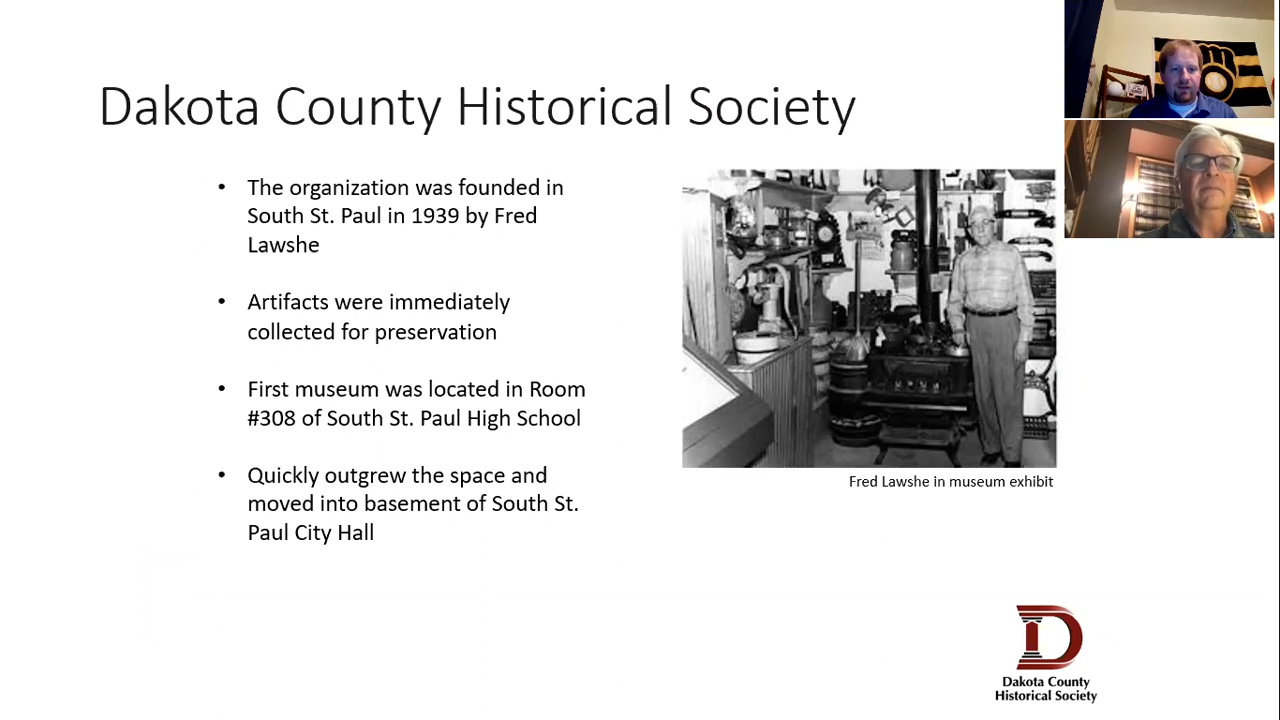 Dakota County Historical Society
• The organization was founded in
South St. Paul in 1939 by Fred
Lawshe
• Artifacts were immediately
collected for preservation
• First museum was located in Room
#308 of South St. Paul High School
• Quickly outgrew the space and
moved into basement of South St.
Paul City Hall
Fred Lawshe in museum exhibit
D
Dakota County
Historical Society